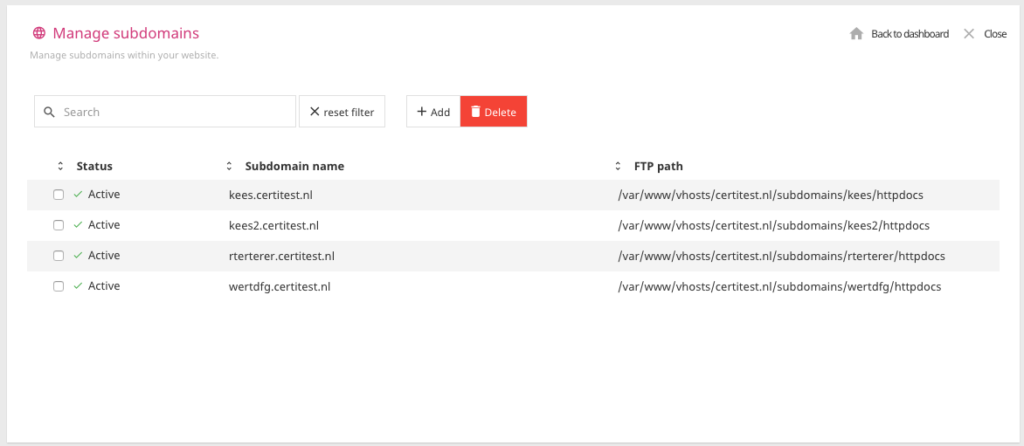 Manage subdomains
Back to dashboard Close
Manage subdomains within your website.
Search reset filter Add Delete
Status Subdomain name FTP path
Active kees.certitest.nl /var/www/vhosts/certitest.nl/subdomains/kees/httpdocs
Active kees2.certitest.nl /var/www/vhosts/certitest.nl/subdomains/kees2/httpdocs
Active rterterer.certitest.nl /var/www/vhosts/certitest.nl/subdomains/rterterer/httpdocs
Active wertdfg.certitest.nl /var/www/vhosts/certitest.nl/subdomains/wertdfg/httpdocs